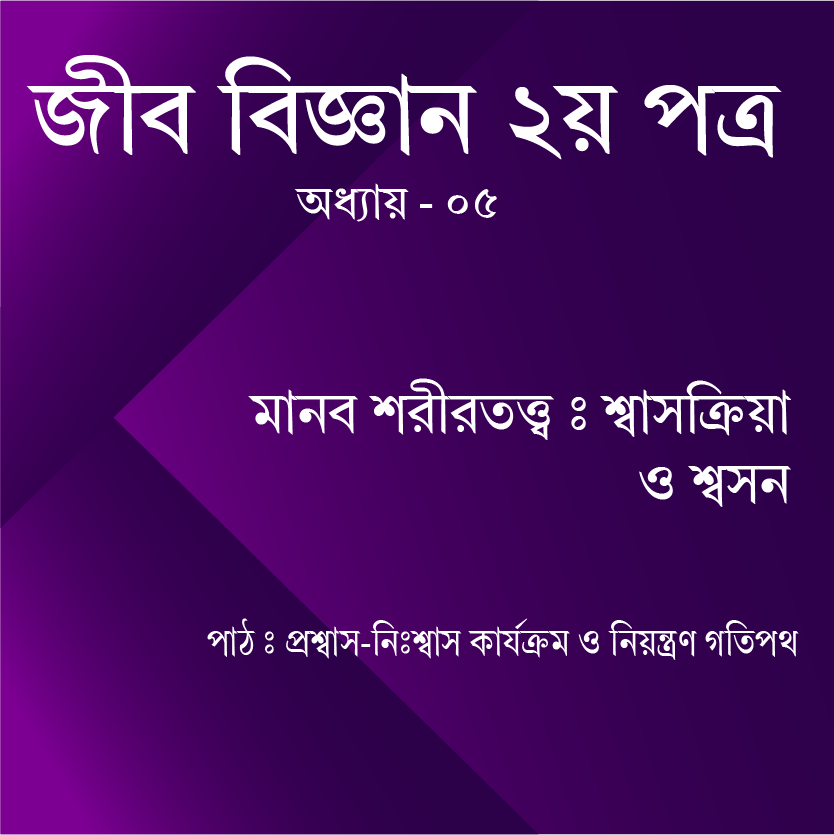 জীব বিজ্ঞান ২য় পত্র
অধ্যায় - ০৫
মানব শরীরতত্ত্ব ঃ শ্বাসক্রিয়া
ও শ্বসন
পাঠ ঃ প্রশ্বাস-নিঃশ্বাস কার্যক্রম ও নিয়ন্ত্রণ গতিপথ